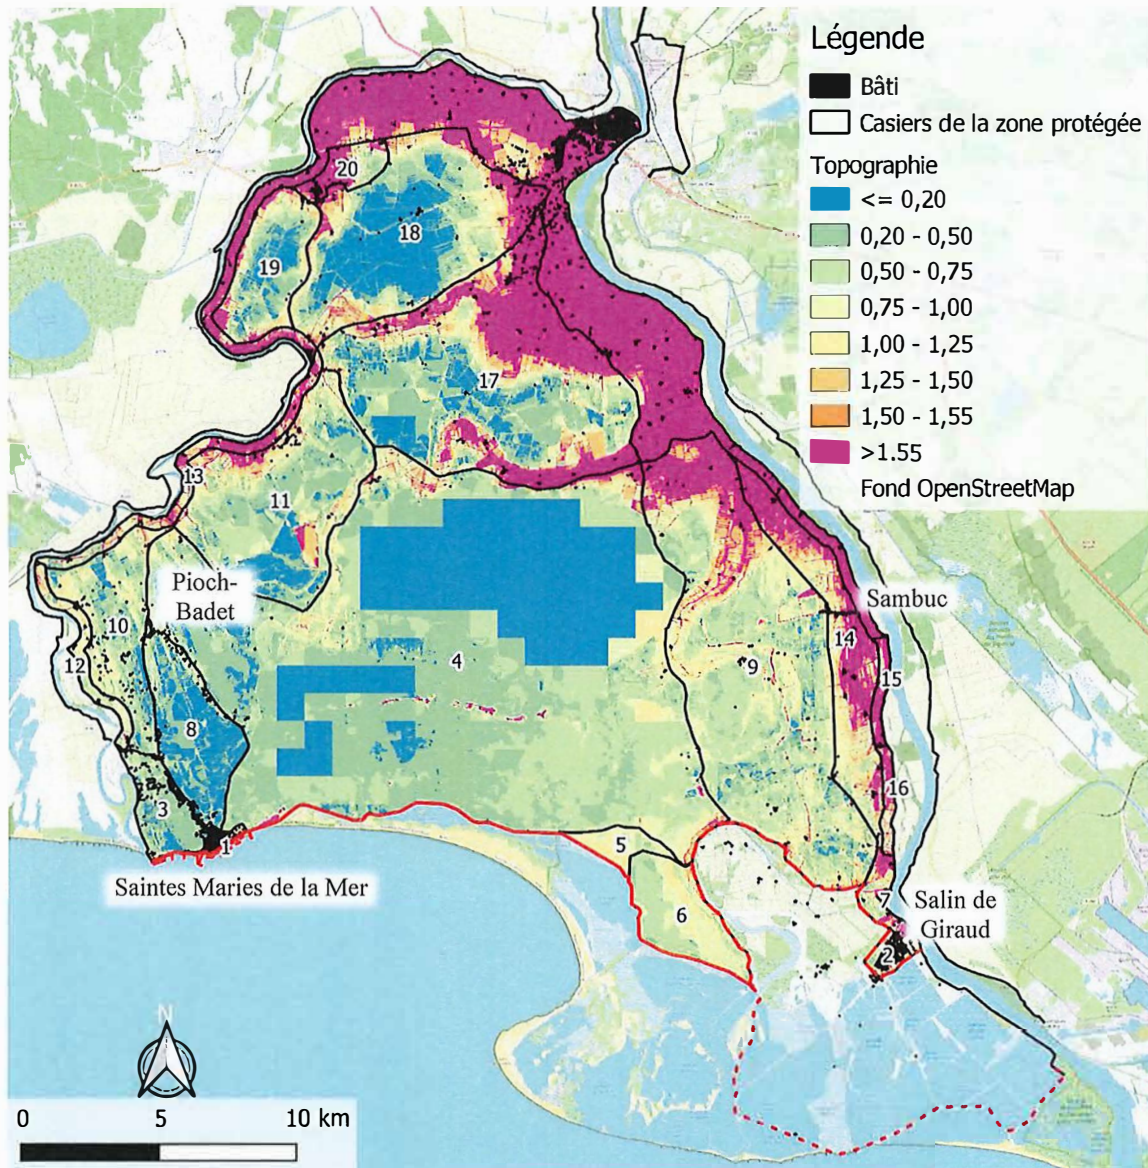 Légende
Bâti
Casiers de la zone protégée
Topographie
<= 0,20
0,20 - 0,50
0,50 - 0,75
0,75 - 1,00
1,00 - 1,25
1,25 - 1,50
1,50 - 1,55
>1.55
Fond OpenStreetMap
20
18
19
17
13
11
Pioch-
Badet
Sambuc
10
14
12
4
9
15
8
16
3
1
5
Saintes Maries de la Mer
7
Salin de
Giraud
6
2
N
0 5 10 km